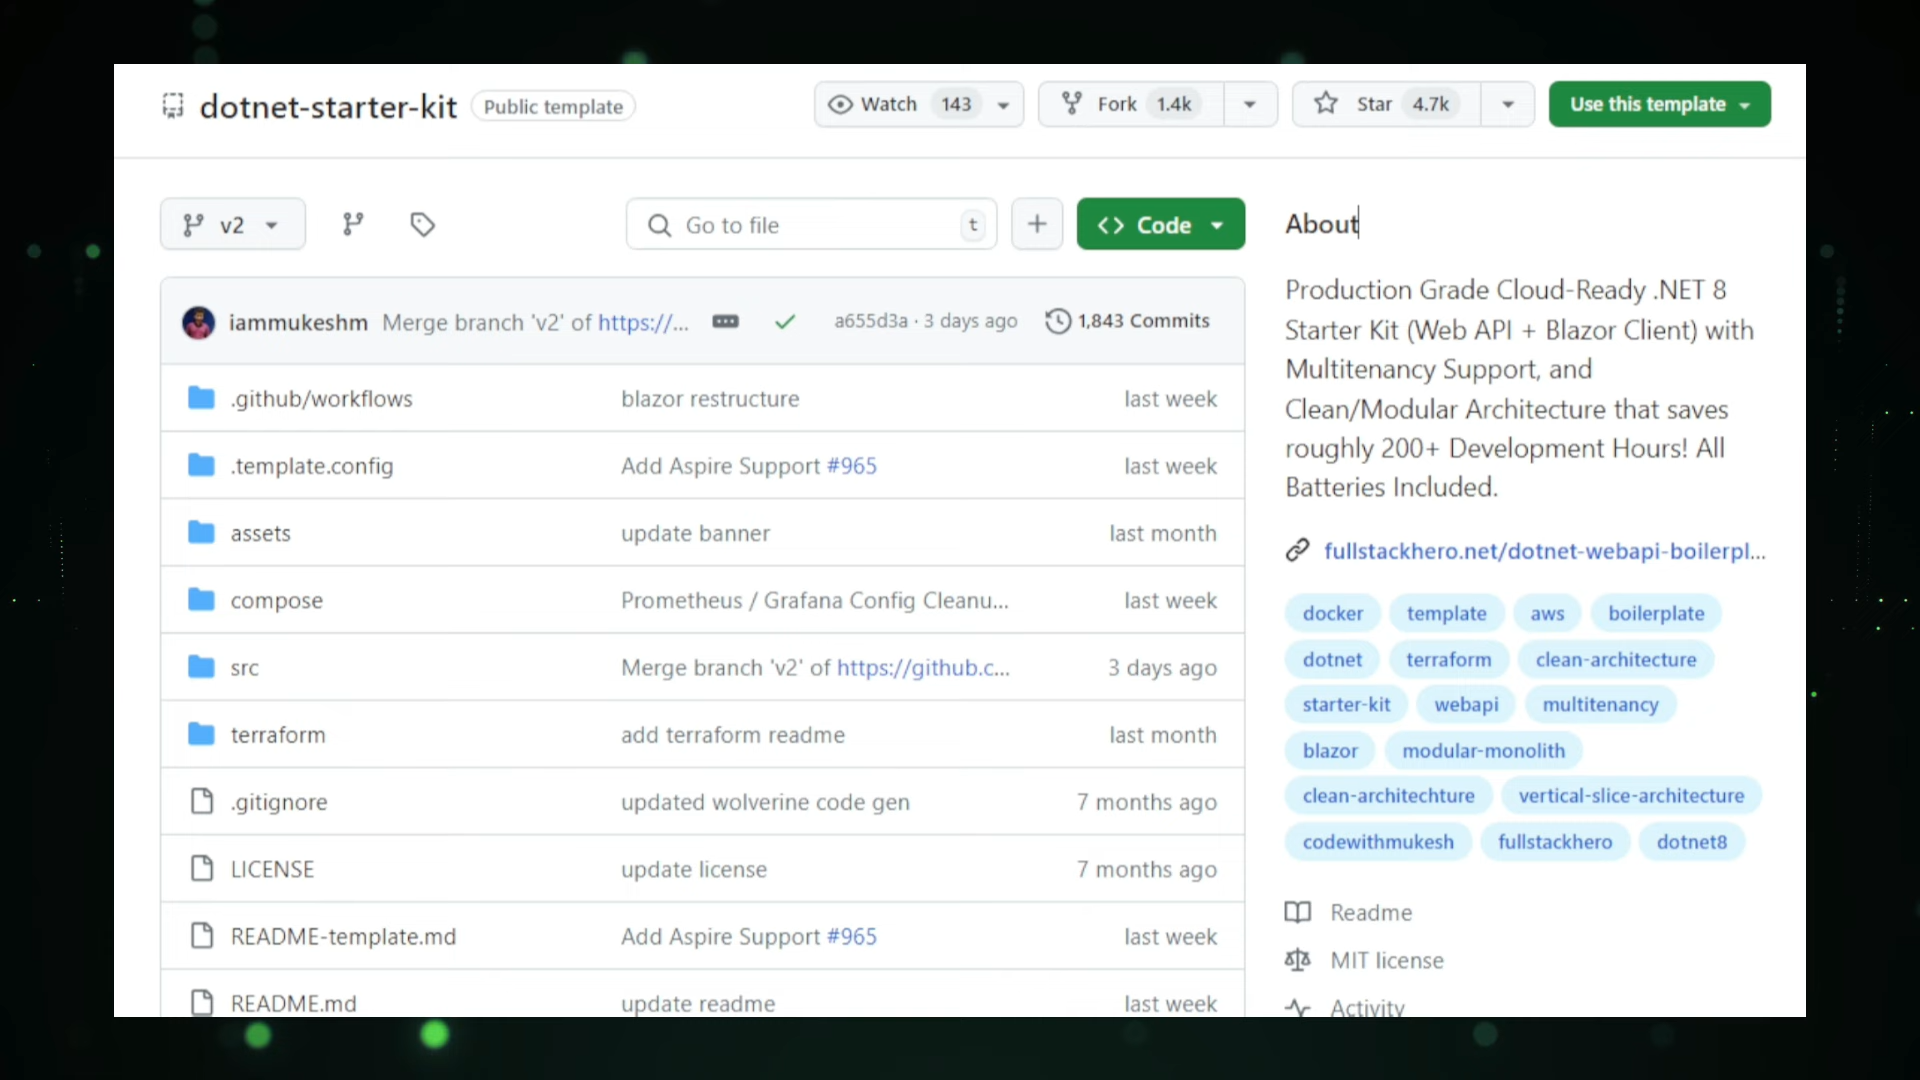 dotnet-starter-kit Public template Watch 143 Fork 1.4k Star 4.7k Use this template
v2 Go to file t + Code
About
Production Grade Cloud-Ready .NET 8
Starter Kit (Web API + Blazor Client) with
Multitenancy Support, and
Clean/Modular Architecture that saves
roughly 200+ Development Hours! All
Batteries Included.
fullstackhero.net/dotnet-webapi-boilerpl...
docker template aws boilerplate
dotnet terraform clean-architecture
starter-kit webapi multitenancy
blazor modular-monolith
clean-architechture vertical-slice-architecture
codewithmukesh fullstackhero dotnet8
Readme
MIT license
Activity
iammukeshm Merge branch 'v2' of https://... a655d3a · 3 days ago 1,843 Commits
.github/workflows blazor restructure last week
.template.config Add Aspire Support #965 last week
assets update banner last month
compose Prometheus / Grafana Config Cleanu... last week
src Merge branch 'v2' of https://github.c... 3 days ago
terraform add terraform readme last month
.gitignore updated wolverine code gen 7 months ago
LICENSE update license 7 months ago
README-template.md Add Aspire Support #965 last week
README.md update readme last week